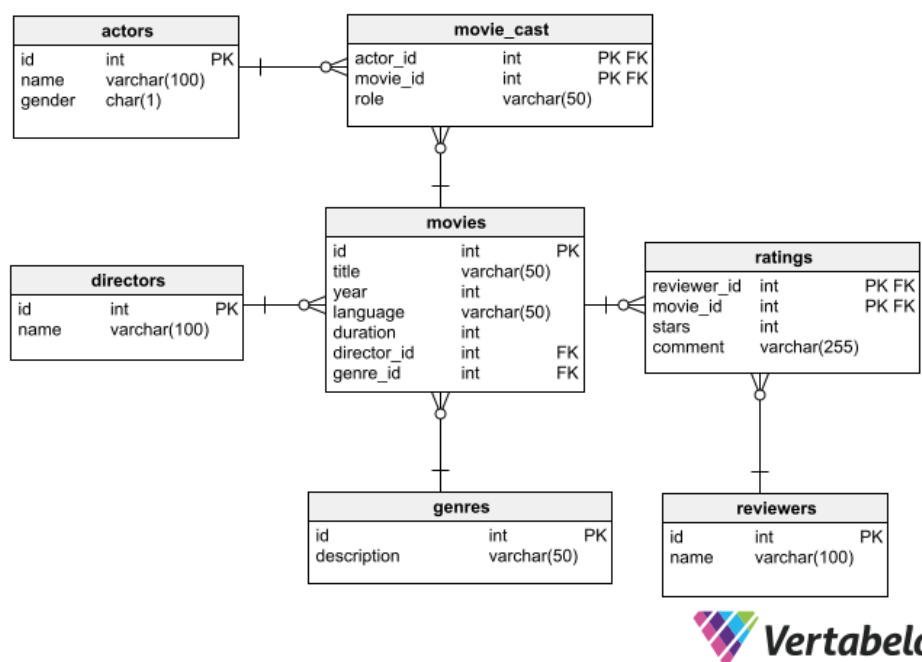 actors
id int PK
name varchar(100)
gender char(1)
movie_cast
actor_id int PK FK
movie_id int PK FK
role varchar(50)
movies
id int PK
title varchar(50)
year int
language varchar(50)
duration int
director_id int FK
genre_id int FK
directors
id int PK
name varchar(100)
ratings
reviewer_id int PK FK
movie_id int PK FK
stars int
comment varchar(255)
genres
id int PK
description varchar(50)
reviewers
id int PK
name varchar(100)
Vertabelo